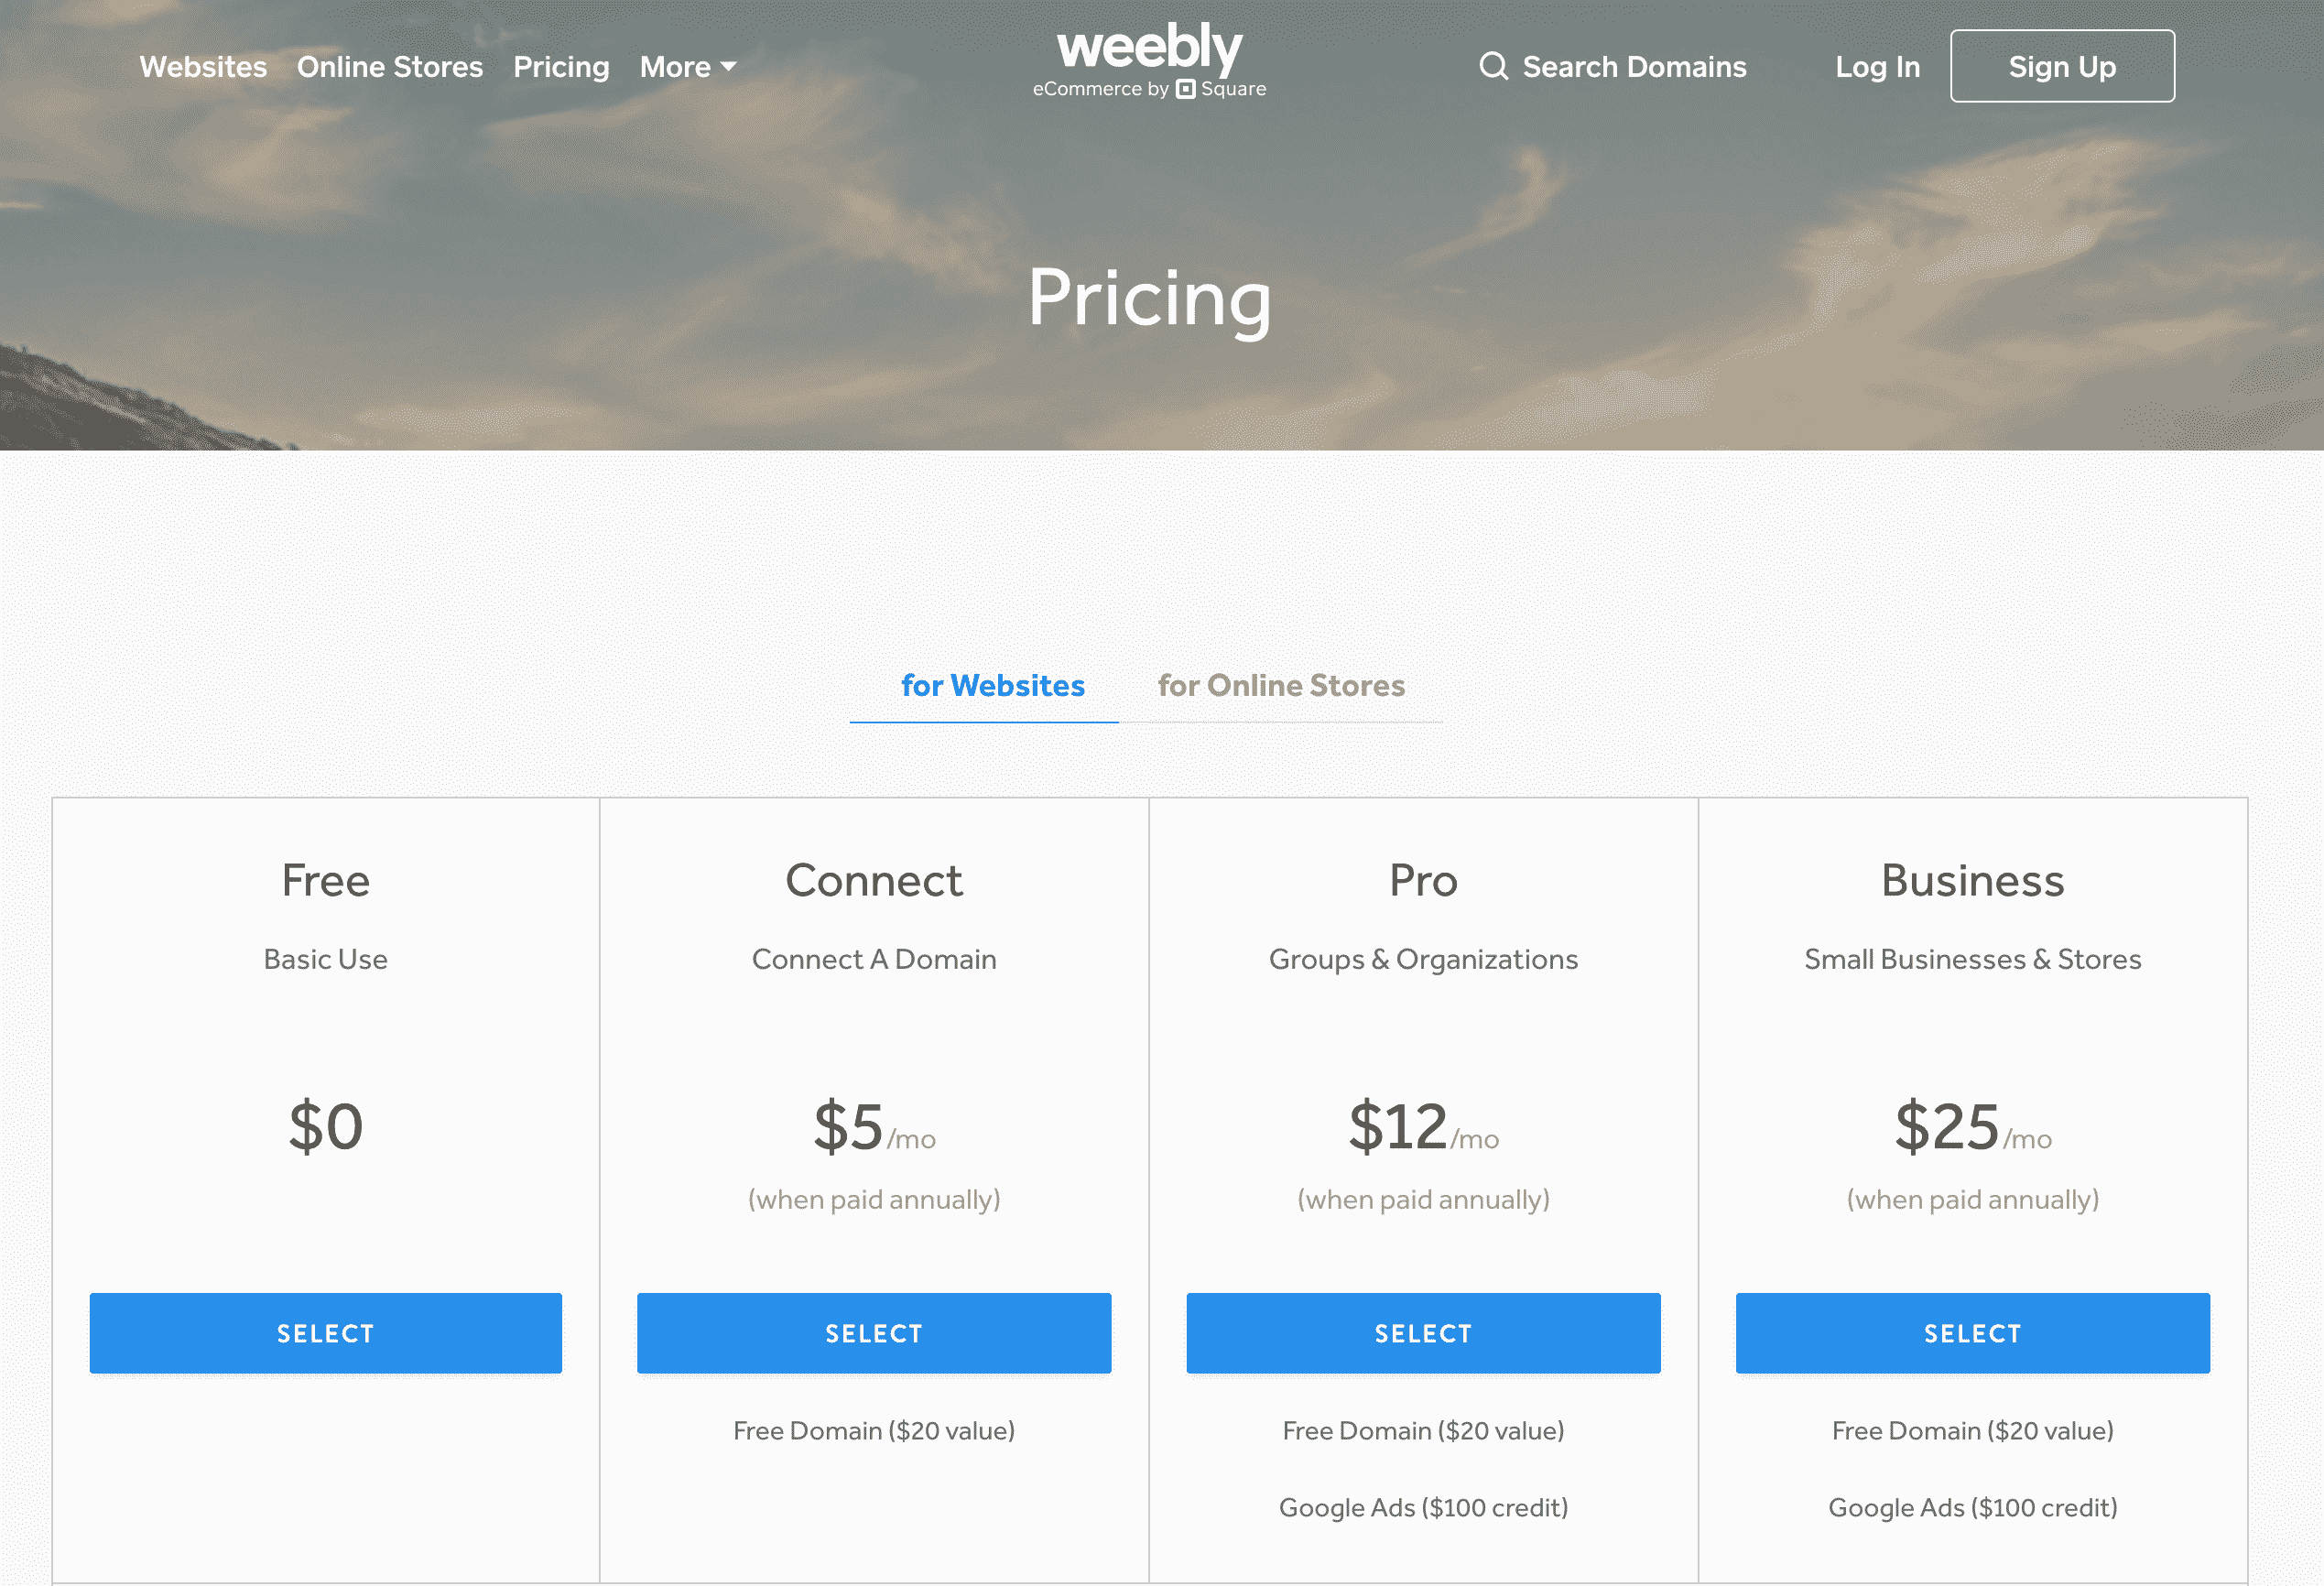 Websites Online Stores Pricing More
weebly
eCommerce by Square
Search Domains Log In Sign Up
Pricing
for Websites for Online Stores
Free
Basic Use
$0
SELECT
Connect
Connect A Domain
$5/mo
(when paid annually)
SELECT
Free Domain ($20 value)
Pro
Groups & Organizations
$12/mo
(when paid annually)
SELECT
Free Domain ($20 value)
Google Ads ($100 credit)
Business
Small Businesses & Stores
$25/mo
(when paid annually)
SELECT
Free Domain ($20 value)
Google Ads ($100 credit)